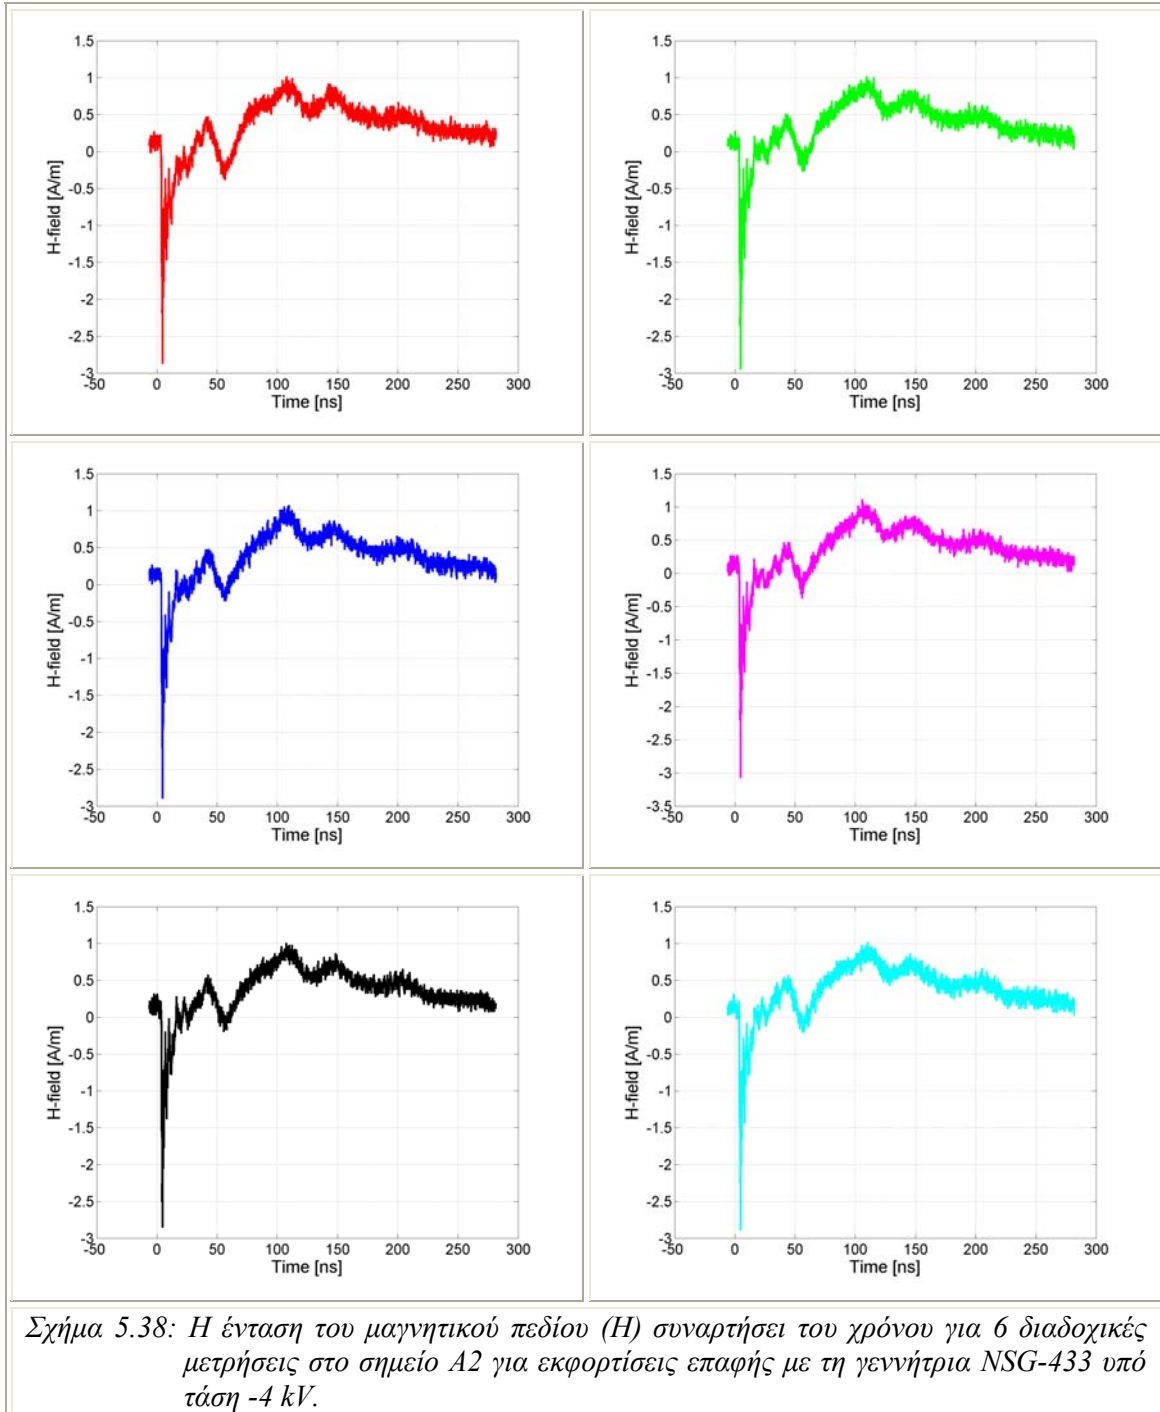 1.5
1
0.5
0
-0.5
-1
-1.5
-2
-2.5
-3
H-field [A/m]
-50 0 50 100 150 200 250 300
Time [ns]
1.5
1
0.5
0
-0.5
-1
-1.5
-2
-2.5
-3
H-field [A/m]
-50 0 50 100 150 200 250 300
Time [ns]
1.5
1
0.5
0
-0.5
-1
-1.5
-2
-2.5
-3
H-field [A/m]
-50 0 50 100 150 200 250 300
Time [ns]
1.5
1
0.5
0
-0.5
-1
-1.5
-2
-2.5
-3
-3.5
H-field [A/m]
-50 0 50 100 150 200 250 300
Time [ns]
1.5
1
0.5
0
-0.5
-1
-1.5
-2
-2.5
-3
H-field [A/m]
-50 0 50 100 150 200 250 300
Time [ns]
1.5
1
0.5
0
-0.5
-1
-1.5
-2
-2.5
-3
H-field [A/m]
-50 0 50 100 150 200 250 300
Time [ns]
Σχήμα 5.38: Η ένταση του μαγνητικού πεδίου (Η) συναρτήσει του χρόνου για 6 διαδοχικές
μετρήσεις στο σημείο Α2 για εκφορτίσεις επαφής με τη γεννήτρια NSG-433 υπό
τάση -4 kV.